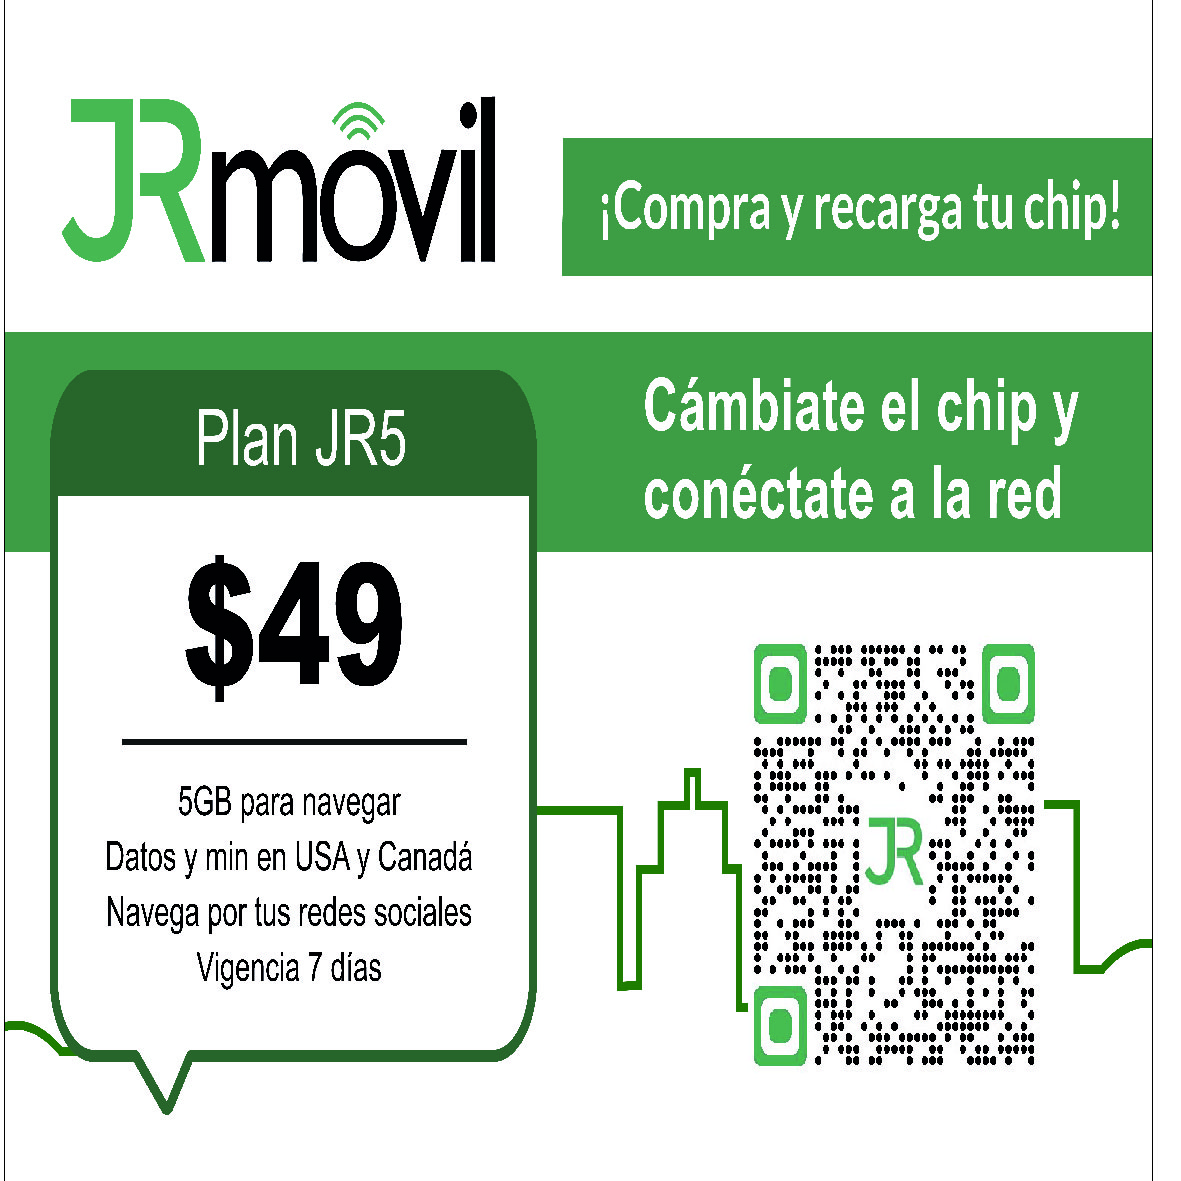 JRmóvil
¡Compra y recarga tu chip!
Cámbiate el chip y
conéctate a la red
Plan JR5
$49
5GB para navegar
Datos y min en USA y Canadá
Navega por tus redes sociales
Vigencia 7 días
JR